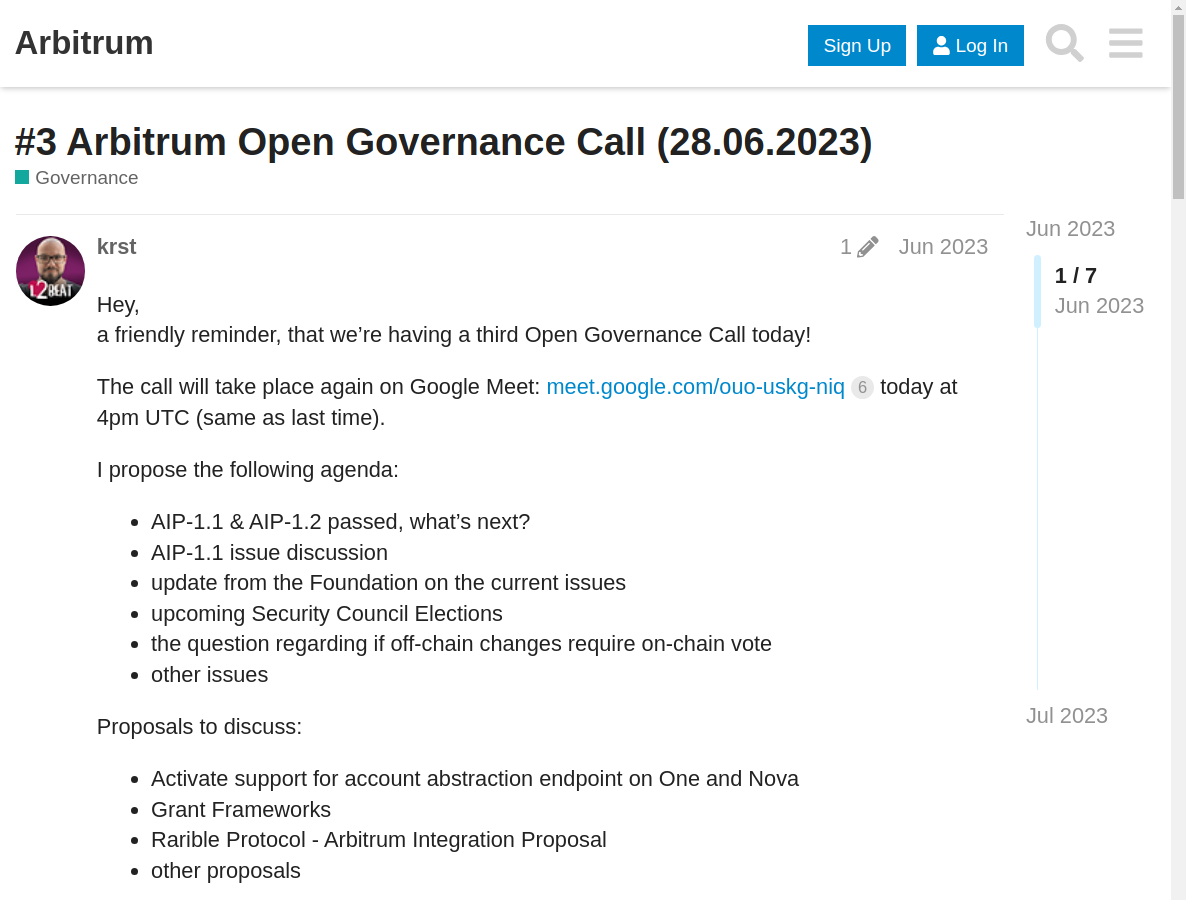 Arbitrum
Sign Up
Log In
#3 Arbitrum Open Governance Call (28.06.2023)
Governance
krst
1
Jun 2023
L2BEAT
Hey,
a friendly reminder, that we’re having a third Open Governance Call today!
The call will take place again on Google Meet: meet.google.com/ouo-uskg-niq 6 today at
4pm UTC (same as last time).
I propose the following agenda:
AIP-1.1 & AIP-1.2 passed, what’s next?
AIP-1.1 issue discussion
update from the Foundation on the current issues
upcoming Security Council Elections
the question regarding if off-chain changes require on-chain vote
other issues
Proposals to discuss:
Activate support for account abstraction endpoint on One and Nova
Grant Frameworks
Rarible Protocol - Arbitrum Integration Proposal
other proposals
Jun 2023
1 / 7
Jun 2023
Jul 2023